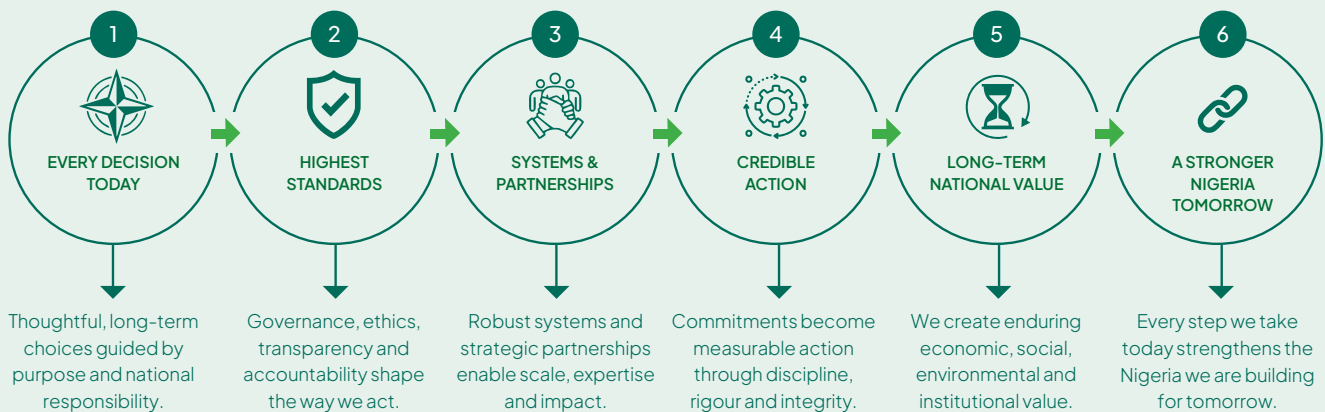 1
EVERY DECISION
TODAY
Thoughtful, long-term
choices guided by
purpose and national
responsibility.
2
HIGHEST
STANDARDS
Governance, ethics,
transparency and
accountability shape
the way we act.
3
SYSTEMS &
PARTNERSHIPS
Robust systems and
strategic partnerships
enable scale, expertise
and impact.
4
CREDIBLE
ACTION
Commitments become
measurable action
through discipline,
rigour and integrity.
5
LONG-TERM
NATIONAL VALUE
We create enduring
economic, social,
environmental and
institutional value.
6
A STRONGER
NIGERIA
TOMORROW
Every step we take
today strengthens the
Nigeria we are building
for tomorrow.